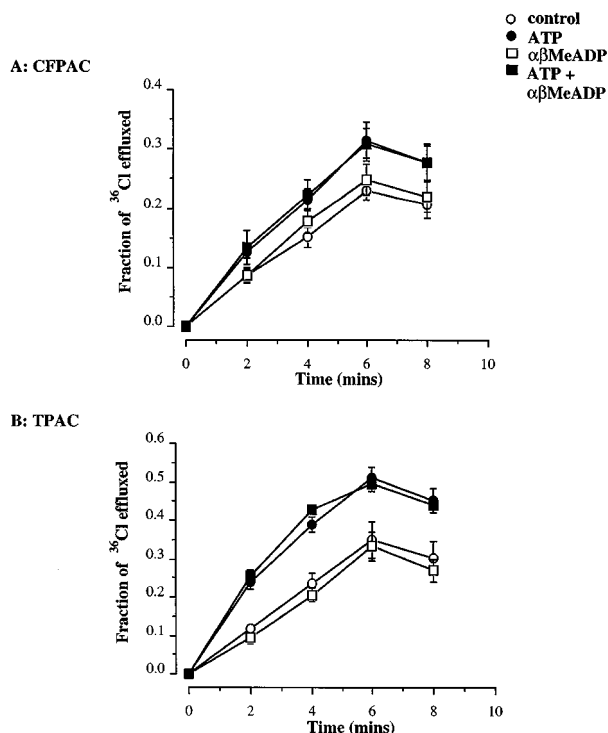 control
ATP
αβMeADP
ATP +
αβMeADP
A: CFPAC
Fraction of ³⁶Cl effluxed
0.4
0.3
0.2
0.1
0.0
0 2 4 6 8 10
Time (mins)
B: TPAC
Fraction of ³⁶Cl effluxed
0.6
0.5
0.4
0.3
0.2
0.1
0.0
0 2 4 6 8 10
Time (mins)